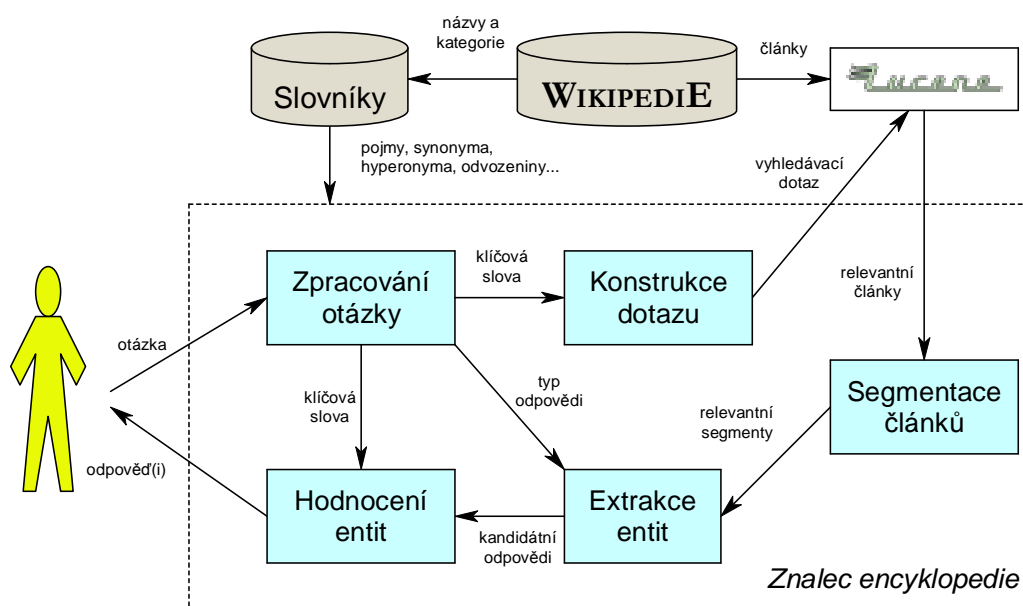 názvy a
kategorie
články
Slovníky
WIKIPEDIE
Lucene
pojmy, synonyma,
hyperonyma, odvozeniny...
vyhledávací
dotaz
Zpracování
otázky
klíčová
slova
Konstrukce
dotazu
relevantní
články
otázka
klíčová
slova
typ
odpovědi
relevantní
segmenty
Segmentace
článků
odpověď(i)
Hodnocení
entit
kandidátní
odpovědi
Extrakce
entit
Znalec encyklopedie